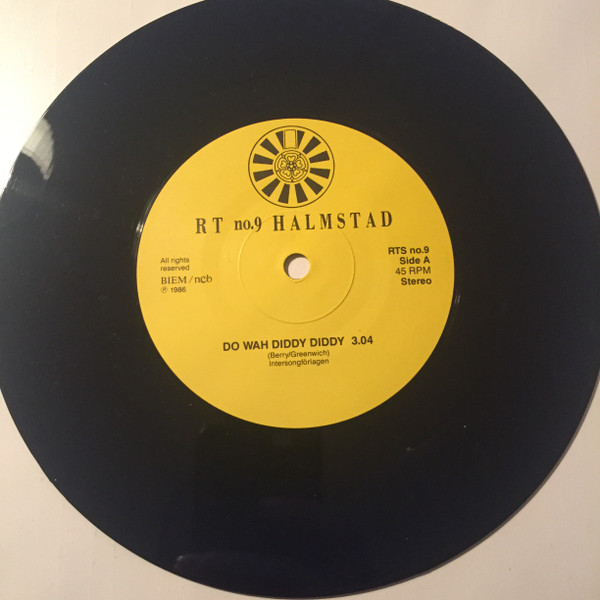 RT no.9 HALMSTAD
All rights
reserved
BIEM/ncb
℗ 1986
RTS no.9
Side A
45 RPM
Stereo
DO WAH DIDDY DIDDY 3.04
(Berry/Greenwich)
Intersongförlagen